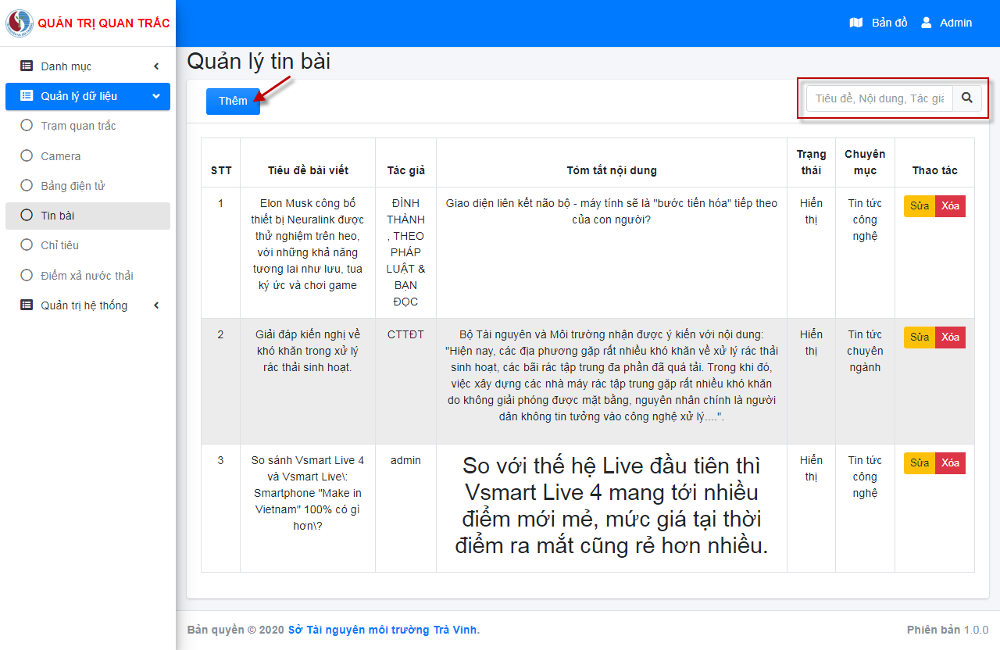 QUẢN TRỊ QUAN TRẮC
Bản đồ
Admin
Danh mục
Quản lý dữ liệu
Trạm quan trắc
Camera
Bảng điện tử
Tin bài
Chỉ tiêu
Điểm xả nước thải
Quản trị hệ thống
Quản lý tin bài
Thêm
Tiêu đề, Nội dung, Tác giả
STT
Tiêu đề bài viết
Tác giả
Tóm tắt nội dung
Trạng
thái
Chuyên
mục
Thao tác
1
Elon Musk công bố
thiết bị Neuralink được
thử nghiệm trên heo,
với những khả năng
tương lai như lưu, tua
ký ức và chơi game
ĐÌNH
THÀNH
, THEO
PHÁP
LUẬT &
BẠN
ĐỌC
Giao diện liên kết não bộ - máy tính sẽ là "bước tiến hóa" tiếp theo
của con người?
Hiển
thị
Tin tức
công
nghệ
Sửa Xóa
2
Giải đáp kiến nghị về
khó khăn trong xử lý
rác thải sinh hoạt.
CTTĐT
Bộ Tài nguyên và Môi trường nhận được ý kiến với nội dung:
"Hiện nay, các địa phương gặp rất nhiều khó khăn về xử lý rác thải
sinh hoạt, các bãi rác tập trung đa phần đã quá tải. Trong khi đó,
việc xây dựng các nhà máy rác tập trung gặp rất nhiều khó khăn
do không giải phóng được mặt bằng, nguyên nhân chính là người
dân không tin tưởng vào công nghệ xử lý....".
Hiển
thị
Tin tức
chuyên
ngành
Sửa Xóa
3
So sánh Vsmart Live 4
và Vsmart Live\:
Smartphone "Make in
Vietnam" 100% có gì
hơn\?
admin
So với thế hệ Live đầu tiên thì
Vsmart Live 4 mang tới nhiều
điểm mới mẻ, mức giá tại thời
điểm ra mắt cũng rẻ hơn nhiều.
Hiển
thị
Tin tức
công
nghệ
Sửa Xóa
Bản quyền © 2020 Sở Tài nguyên môi trường Trà Vinh.
Phiên bản 1.0.0